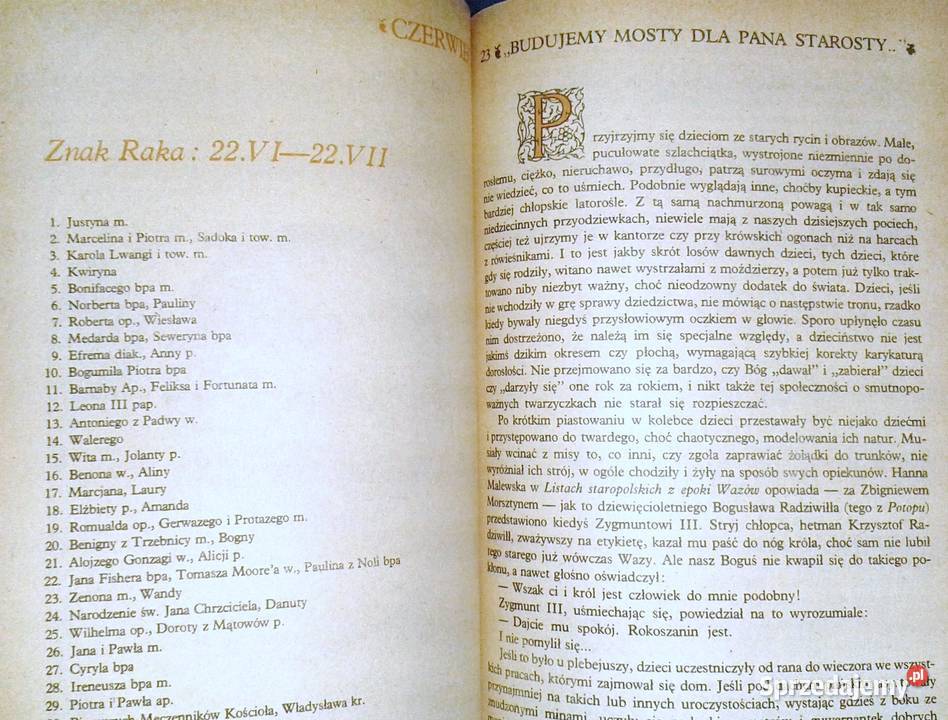 CZERWIE
Znak Raka: 22.VI—22.VII
1. Justyna m.
2. Marcelina i Piotra m., Sadoka i tow. m.
3. Karola Lwangi i tow. m.
4. Kwiryna
5. Bonifacego bpa m.
6. Norberta bpa, Pauliny
7. Roberta op., Wiesława
8. Medarda bpa, Seweryna bpa
9. Efrema diak., Anny p.
10. Bogumiła Piotra bpa
11. Barnaby Ap., Feliksa i Fortunata m.
12. Leona III pap.
13. Antoniego z Padwy w.
14. Walerego
15. Wita m., Jolanty p.
16. Benona w., Aliny
17. Marcjana, Laury
18. Elżbiety p., Amanda
19. Romualda op., Gerwazego i Protazego m.
20. Benigny z Trzebnicy m., Bogny
21. Alojzego Gonzagi w., Alicji p.
22. Jana Fishera bpa, Tomasza Moore'a w., Paulina z Noli bpa
23. Zenona m., Wandy
24. Narodzenie św. Jana Chrzciciela, Danuty
25. Wilhelma op., Doroty z Mątowów p.
26. Jana i Pawła m.
27. Cyryla bpa
28. Ireneusza bpa m.
29. Piotra i Pawła ap.
Męczenników Kościoła, Władysława kr.
23 „BUDUJEMY MOSTY DLA PANA STAROSTY..."
Przyjrzyjmy się dzieciom ze starych rycin i obrazów. Małe,
pucułowate szlachciątka, wystrojone niezmiennie po do-
rosłemu, ciężko, nieruchawo, przydługo, patrzą surowymi oczyma i zdają się
nie wiedzieć, co to uśmiech. Podobnie wyglądają inne, choćby kupieckie, a tym
bardziej chłopskie latorośle. Z tą samą nachmurzoną powagą i w tak samo
niedziecinnych przyodziewkach, niewiele mają z naszych dzisiejszych pociech,
częściej też ujrzymy je w kantorze czy przy krówskich ogonach niż na harcach
z rówieśnikami. I to jest jakby skrót losów dawnych dzieci, tych dzieci, które
gdy się rodziły, witano nawet wystrzałami z moździerzy, a potem już tylko trak-
towano niby niezbyt ważny, choć nieodzowny dodatek do świata. Dzieci, jeśli
nie wchodziły w grę sprawy dziedzictwa, nie mówiąc o następstwie tronu, rzadko
kiedy bywały niegdyś przysłowiowym oczkiem w głowie. Sporo upłynęło czasu
nim dostrzeżono, że należą im się specjalne względy, a dzieciństwo nie jest
jakimś dzikim okresem czy płochą, wymagającą szybkiej korekty karykaturą
dorosłości. Nie przejmowano się za bardzo, czy Bóg „dawał" i „zabierał" dzieci
czy „darzyły się" one rok za rokiem, i nikt także tej społeczności o smutnopo-
ważnych twarzyczkach nie starał się rozpieszczać.
Po krótkim piastowaniu w kolebce dzieci przestawały być niejako dziećmi
i przystępowano do twardego, choć chaotycznego, modelowania ich natur. Mu-
siały wcinać z misy to, co inni, czy zgoła zaprawiać żołądki do trunków, nie
wyróżniał ich strój, w ogóle chodziły i żyły na sposób swych opiekunów. Hanna
Malewska w Listach staropolskich z epoki Wazów opowiada — za Zbigniewem
Morsztynem — jak to dziewięcioletniego Bogusława Radziwiłła (tego z Potopu)
przedstawiono kiedyś Zygmuntowi III. Stryj chłopca, hetman Krzysztof Ra-
dziwiłł, zważywszy na etykietę, kazał mu paść do nóg króla, choć sam nie lubił
tego starego już wówczas Wazy. Ale nasz Boguś nie kwapił się do takiego po-
kłonu, a nawet głośno oświadczył:
— Wszak ci i król jest człowiek do mnie podobny!
Zygmunt III, uśmiechając się, powiedział na to wyrozumiale:
— Dajcie mu spokój. Rokoszanin jest.
I nie pomylił się...
Jeśli to było u plebejuszy, dzieci uczestniczyły od rana do wieczora we wszyst-
kich pracach, którymi zajmował się dom. Jeśli
przynajmniej na takich lub innych uroczystościach, wystając gdzieś z boku ze
znudzonymi minami,
Sprzedajemy.pl